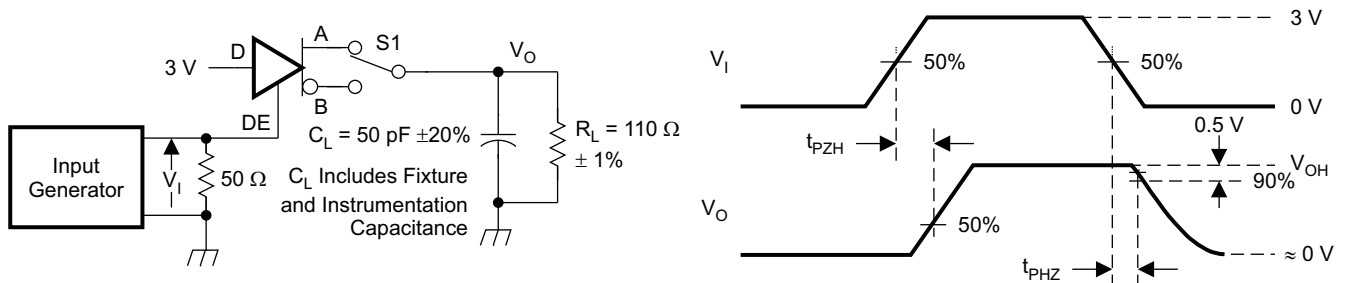 3 V
D
A
S1
B
DE
V_O
Input
Generator
V_I
50 Ω
C_L = 50 pF ±20%
C_L Includes Fixture
and Instrumentation
Capacitance
R_L = 110 Ω
± 1%
V_I
50%
50%
3 V
0 V
t_PZH
0.5 V
V_OH
90%
V_O
50%
≈ 0 V
t_PHZ